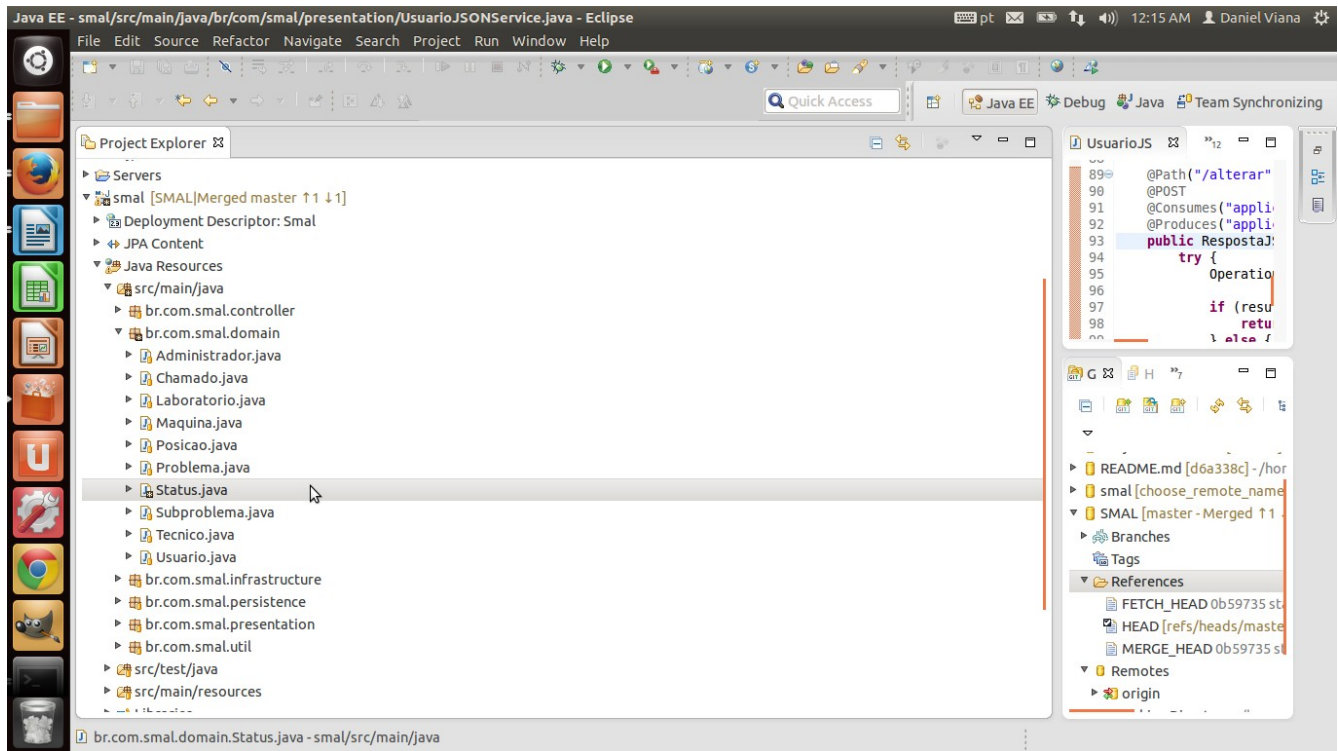 Java EE - smal/src/main/java/br/com/smal/presentation/UsuarioJSONService.java - Eclipse
pt
12:15 AM
Daniel Viana
File Edit Source Refactor Navigate Search Project Run Window Help
Quick Access
Java EE
Debug
Java
Team Synchronizing
Project Explorer
Servers
smal [SMAL|Merged master ↑1 ↓1]
Deployment Descriptor: Smal
JPA Content
Java Resources
src/main/java
br.com.smal.controller
br.com.smal.domain
Administrador.java
Chamado.java
Laboratorio.java
Maquina.java
Posicao.java
Problema.java
Status.java
Subproblema.java
Tecnico.java
Usuario.java
br.com.smal.infrastructure
br.com.smal.persistence
br.com.smal.presentation
br.com.smal.util
src/test/java
src/main/resources
UsuarioJS
12
89 @Path("/alterar"
90 @POST
91 @Consumes("appli
92 @Produces("appli
93 public RespostaJS
94 try {
95 Operatio
96
97 if (resu
98 retu
99 } else {
G
H
7
README.md [d6a338c] - /hor
smal [choose_remote_name
SMAL [master - Merged ↑1
Branches
Tags
References
FETCH_HEAD 0b59735 st
HEAD [refs/heads/maste
MERGE_HEAD 0b59735 st
Remotes
origin
br.com.smal.domain.Status.java - smal/src/main/java